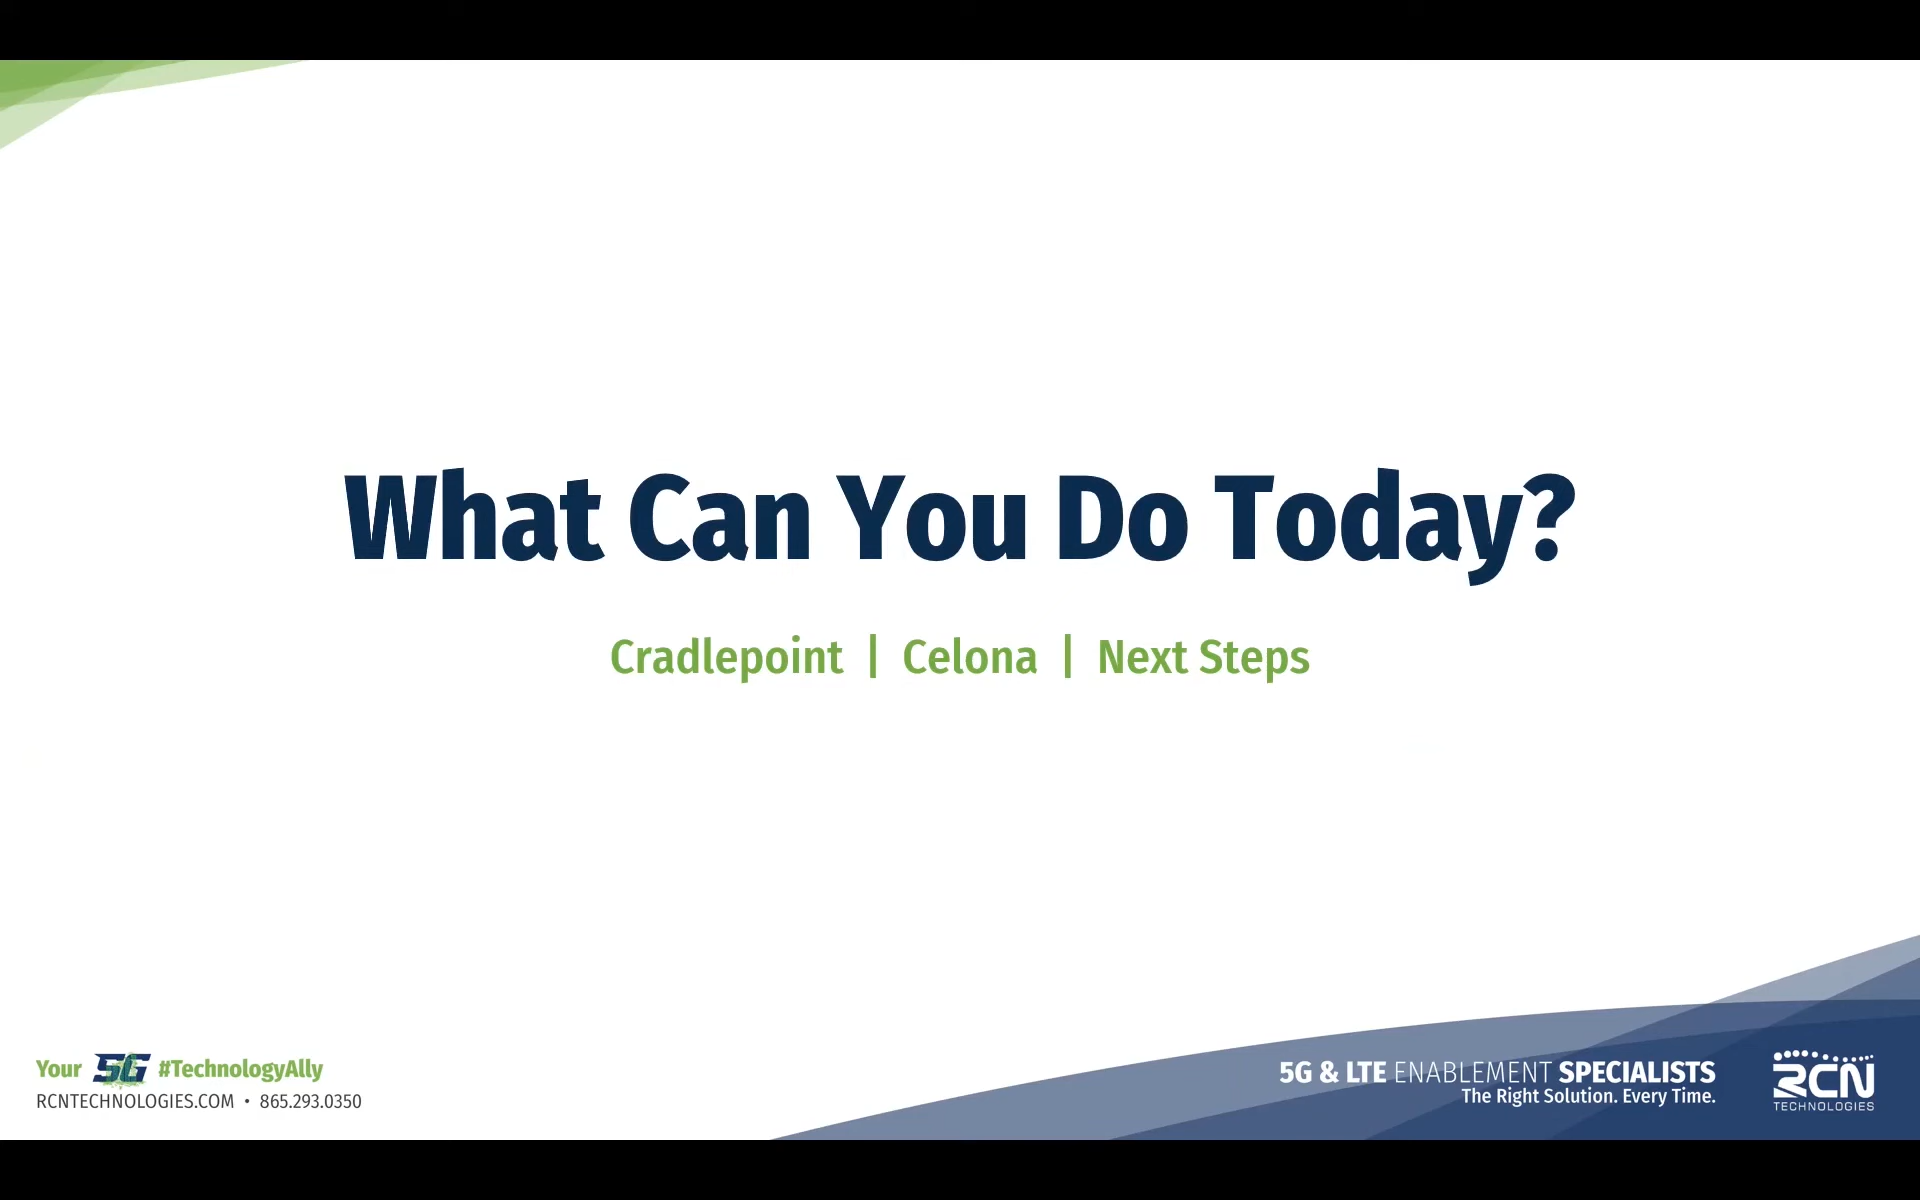 What Can You Do Today?
Cradlepoint | Celona | Next Steps
Your 5G #TechnologyAlly
RCNTECHNOLOGIES.COM • 865.293.0350
5G & LTE ENABLEMENT SPECIALISTS
The Right Solution. Every Time.
RCN
TECHNOLOGIES